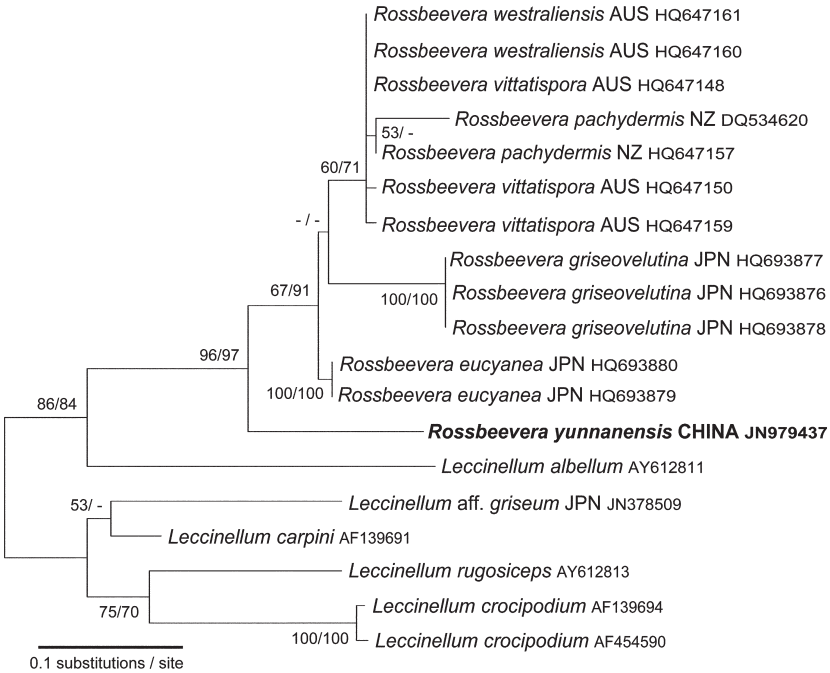 Rossbeevera westraliensis AUS HQ647161
Rossbeevera westraliensis AUS HQ647160
Rossbeevera vittatispora AUS HQ647148
Rossbeevera pachydermis NZ DQ534620
53/ -
Rossbeevera pachydermis NZ HQ647157
60/71
Rossbeevera vittatispora AUS HQ647150
- / -
Rossbeevera vittatispora AUS HQ647159
Rossbeevera griseovelutina JPN HQ693877
67/91
Rossbeevera griseovelutina JPN HQ693876
100/100
Rossbeevera griseovelutina JPN HQ693878
96/97
Rossbeevera eucyanea JPN HQ693880
100/100
Rossbeevera eucyanea JPN HQ693879
86/84
Rossbeevera yunnanensis CHINA JN979437
Leccinellum albellum AY612811
53/ -
Leccinellum aff. griseum JPN JN378509
Leccinellum carpini AF139691
Leccinellum rugosiceps AY612813
75/70
Leccinellum crocipodium AF139694
100/100
Leccinellum crocipodium AF454590
0.1 substitutions / site